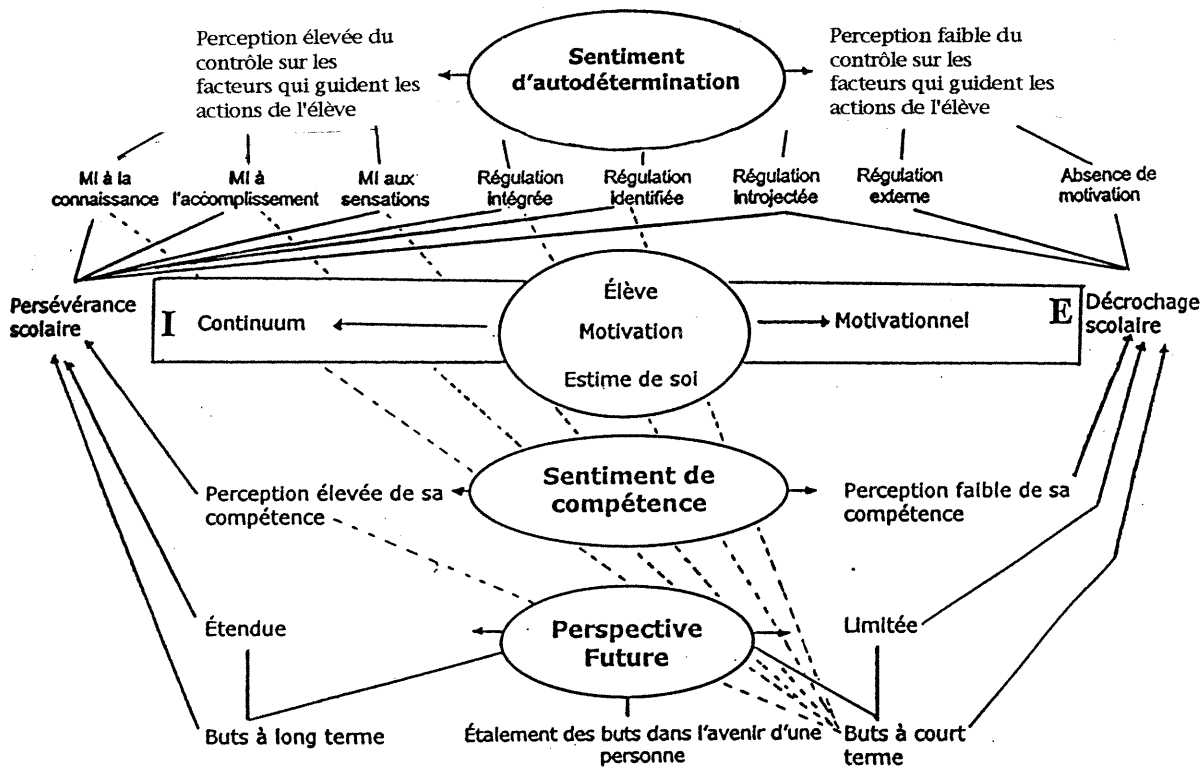 Perception élevée du
contrôle sur les
facteurs qui guident les
actions de l'élève
Sentiment
d'autodétermination
Perception faible du
contrôle sur les
facteurs qui guident les
actions de l'élève
MI à la
connaissance
MI à
l'accomplissement
MI aux
sensations
Régulation
intégrée
Régulation
identifiée
Régulation
introjectée
Régulation
externe
Absence de
motivation
Persévérance
scolaire
I
Continuum
Élève
Motivation
Estime de soi
Motivationnel
E
Décrochage
scolaire
Perception élevée de sa
compétence
Sentiment de
compétence
Perception faible de sa
compétence
Étendue
Perspective
Future
Limitée
Buts à long terme
Étalement des buts dans l'avenir d'une
personne
Buts à court
terme